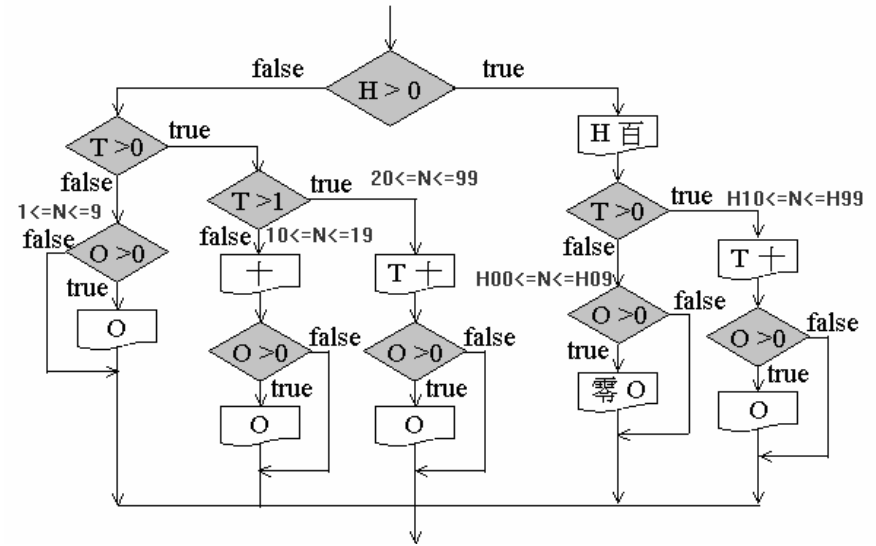 false
H > 0
true
H 百
T >0
true
false
T >1
true
20<=N<=99
T >0
true
H10<=N<=H99
1<=N<=9
false
false
10<=N<=19
false
T 十
O >0
十
T 十
H00<=N<=H09
true
O >0
false
O
O >0
false
O >0
false
true
O >0
false
true
true
零 O
true
O
O
O